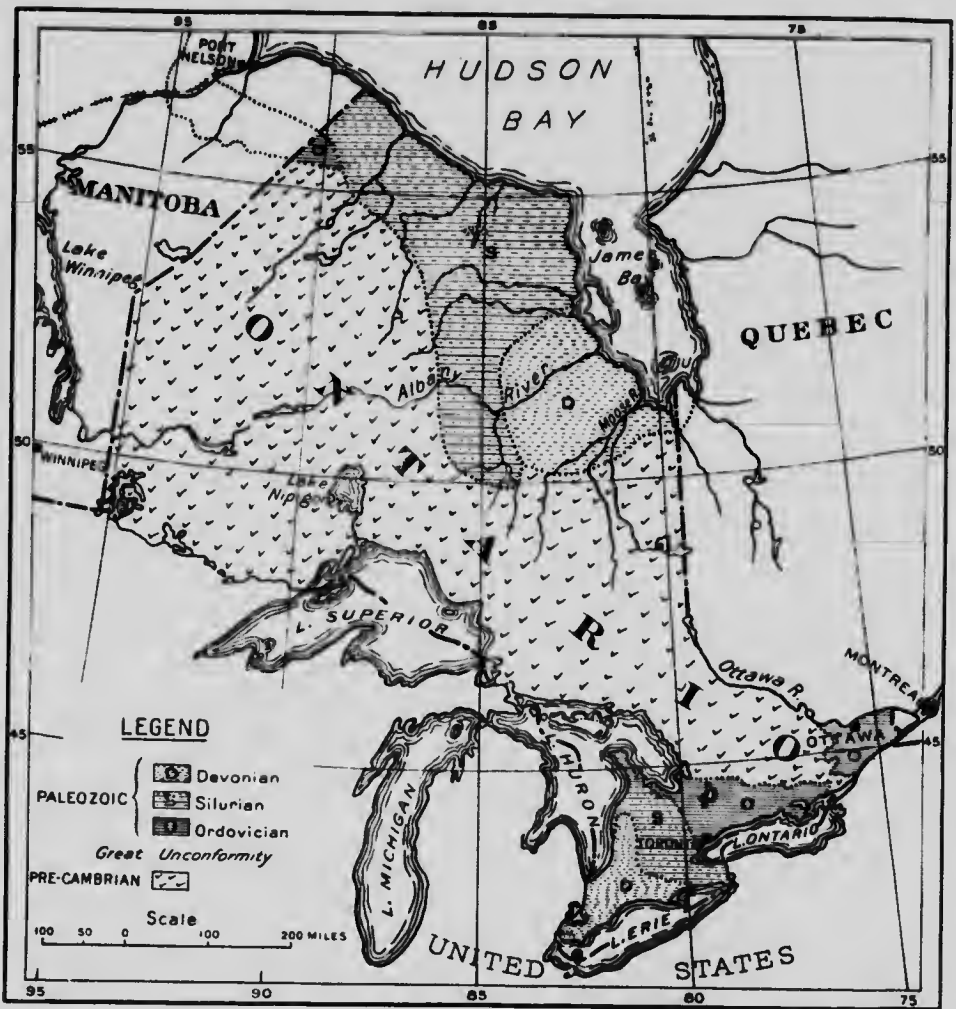 95 85 75
PORT
NELSON
HUDSON
BAY
55 55
MANITOBA
Lake
Winnipeg
James
Bay
QUEBEC
ONTARIO
S
Albany River
D
Moose R.
50 50
WINNIPEG
Lake
Nipigon
L. SUPERIOR
Ottawa R.
MONTREAL
OTTAWA
45 45
LEGEND
PALEOZOIC
D Devonian
S Silurian
O Ordovician
Great Unconformity
PRE-CAMBRIAN
Scale
100 50 0 100 200 MILES
L. MICHIGAN
L. HURON
S
TORONTO
L. ONTARIO
D
L. ERIE
UNITED STATES
95 90 85 80 75